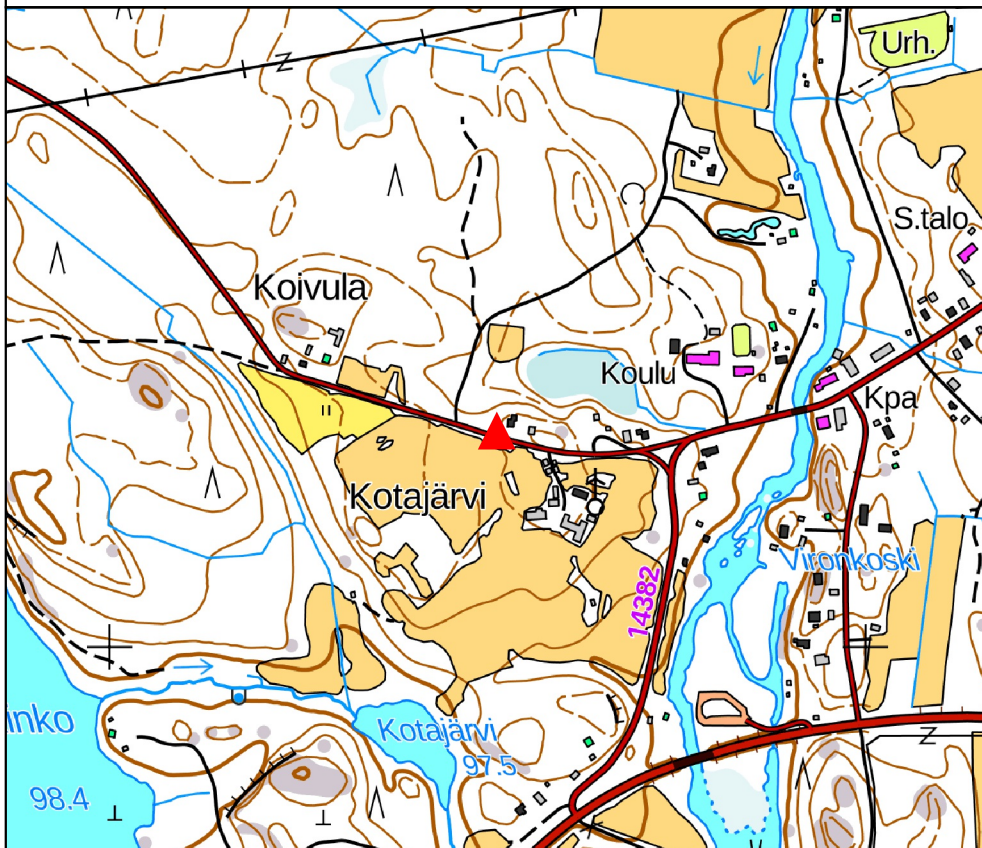 Urh.
S.talo
Koivula
Koulu
Kpa
Kotajärvi
Vironkoski
14382
inko
Kotajärvi
97.5
98.4